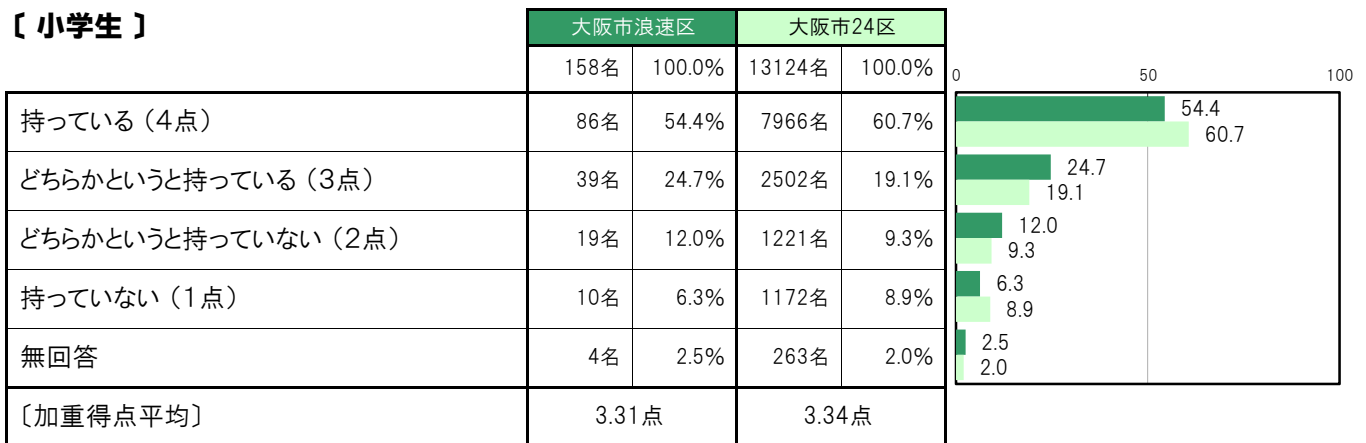 〔 小学生 〕
大阪市浪速区 大阪市24区
158名 100.0% 13124名 100.0%
0 50 100
持っている（4点） 86名 54.4% 7966名 60.7%
54.4
60.7
どちらかというと持っている（3点） 39名 24.7% 2502名 19.1%
24.7
19.1
どちらかというと持っていない（2点） 19名 12.0% 1221名 9.3%
12.0
9.3
持っていない（1点） 10名 6.3% 1172名 8.9%
6.3
8.9
無回答 4名 2.5% 263名 2.0%
2.5
2.0
〔加重得点平均〕 3.31点 3.34点